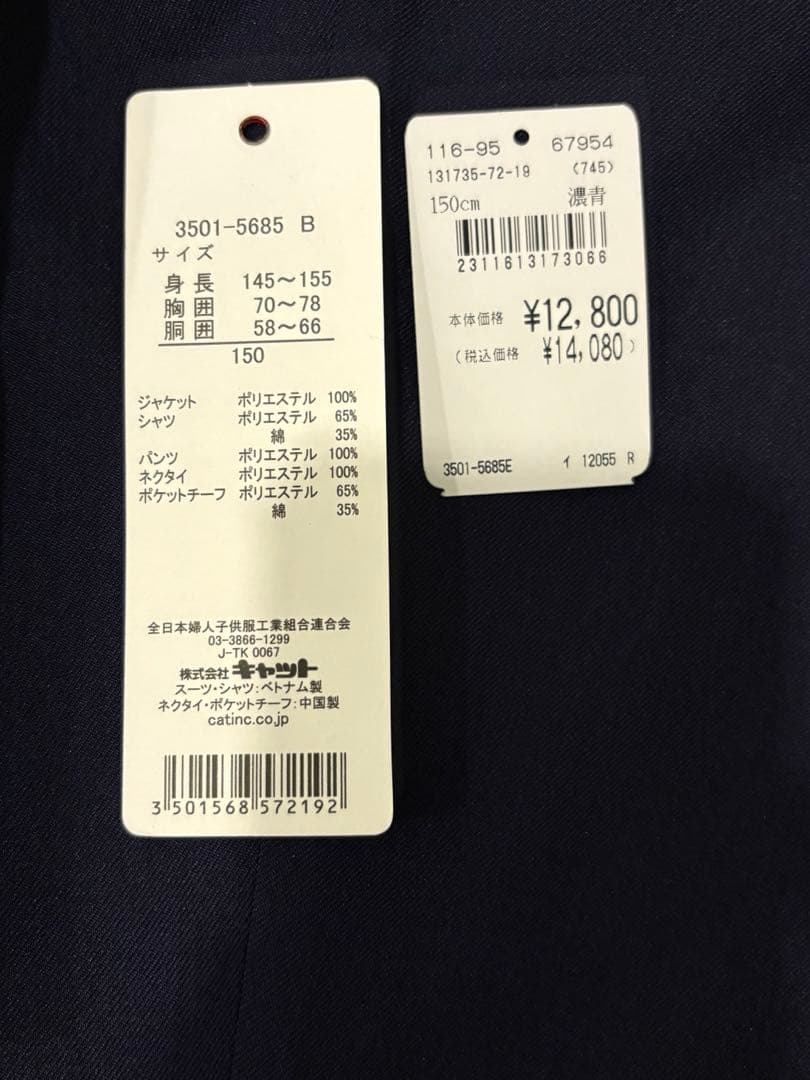 3501-5685 B
サイズ
身長 145〜155
胸囲 70〜78
胴囲 58〜66
150
ジャケット ポリエステル 100%
シャツ ポリエステル 65%
綿 35%
パンツ ポリエステル 100%
ネクタイ ポリエステル 100%
ポケットチーフ ポリエステル 65%
綿 35%
全日本婦人子供服工業組合連合会
03-3866-1299
J-TK 0067
株式会社 キャット
スーツ・シャツ:ベトナム製
ネクタイ・ポケットチーフ:中国製
catinc.co.jp
3 501568 572192
116-95 67954
131735-72-19 (745)
150cm 濃青
2311613173066
本体価格 ¥12,800
(税込価格 ¥14,080)
3501-5685E イ 12055 R